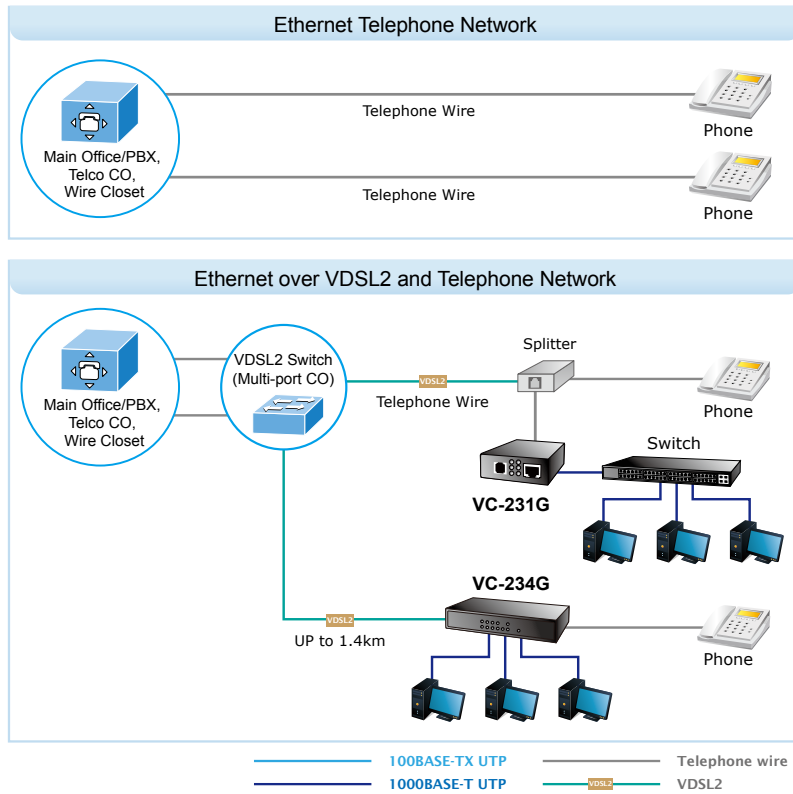 Ethernet Telephone Network
Telephone Wire
Phone
Main Office/PBX,
Telco CO,
Wire Closet
Telephone Wire
Phone
Ethernet over VDSL2 and Telephone Network
Splitter
VDSL2 Switch
(Multi-port CO)
VDSL2
Telephone Wire
Phone
Main Office/PBX,
Telco CO,
Wire Closet
Switch
VC-231G
VC-234G
VDSL2
UP to 1.4km
Phone
100BASE-TX UTP
Telephone wire
1000BASE-T UTP
VDSL2
VDSL2